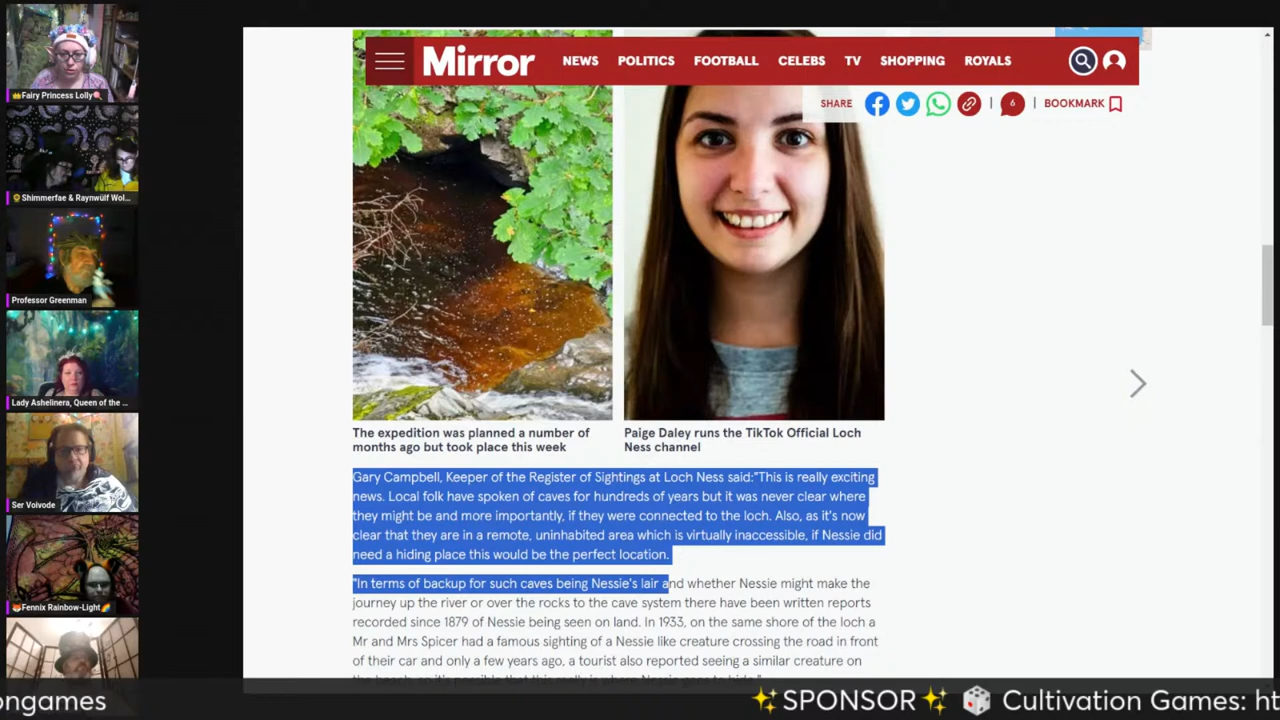 👑Fairy Princess Lolly🍭
🌻Shimmerfae & Raynwülf Wol...
Professor Greenman
Lady Ashelinera, Queen of the ...
Ser Voivode
🦊Fennix Rainbow-Light🌈
Mirror
NEWS POLITICS FOOTBALL CELEBS TV SHOPPING ROYALS
SHARE 6 BOOKMARK
The expedition was planned a number of
months ago but took place this week
Paige Daley runs the TikTok Official Loch
Ness channel
Gary Campbell, Keeper of the Register of Sightings at Loch Ness said:"This is really exciting
news. Local folk have spoken of caves for hundreds of years but it was never clear where
they might be and more importantly, if they were connected to the loch. Also, as it's now
clear that they are in a remote, uninhabited area which is virtually inaccessible, if Nessie did
need a hiding place this would be the perfect location.
"In terms of backup for such caves being Nessie's lair and whether Nessie might make the
journey up the river or over the rocks to the cave system there have been written reports
recorded since 1879 of Nessie being seen on land. In 1933, on the same shore of the loch a
Mr and Mrs Spicer had a famous sighting of a Nessie like creature crossing the road in front
of their car and only a few years ago, a tourist also reported seeing a similar creature on
ongames ✨SPONSOR✨ 🎲 Cultivation Games: ht